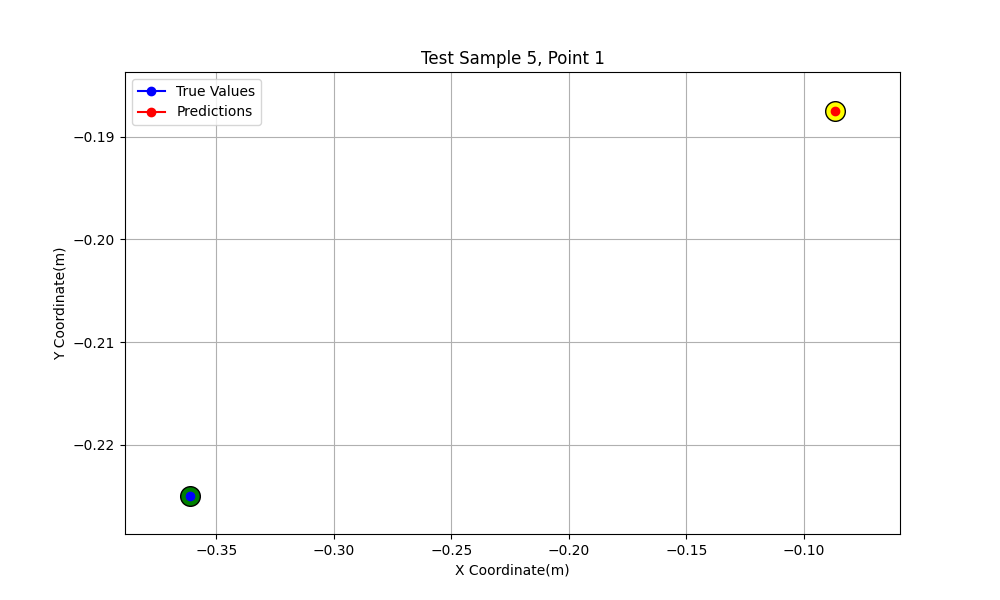 Test Sample 5, Point 1
True Values
Predictions
−0.19
−0.20
−0.21
−0.22
Y Coordinate(m)
−0.35 −0.30 −0.25 −0.20 −0.15 −0.10
X Coordinate(m)